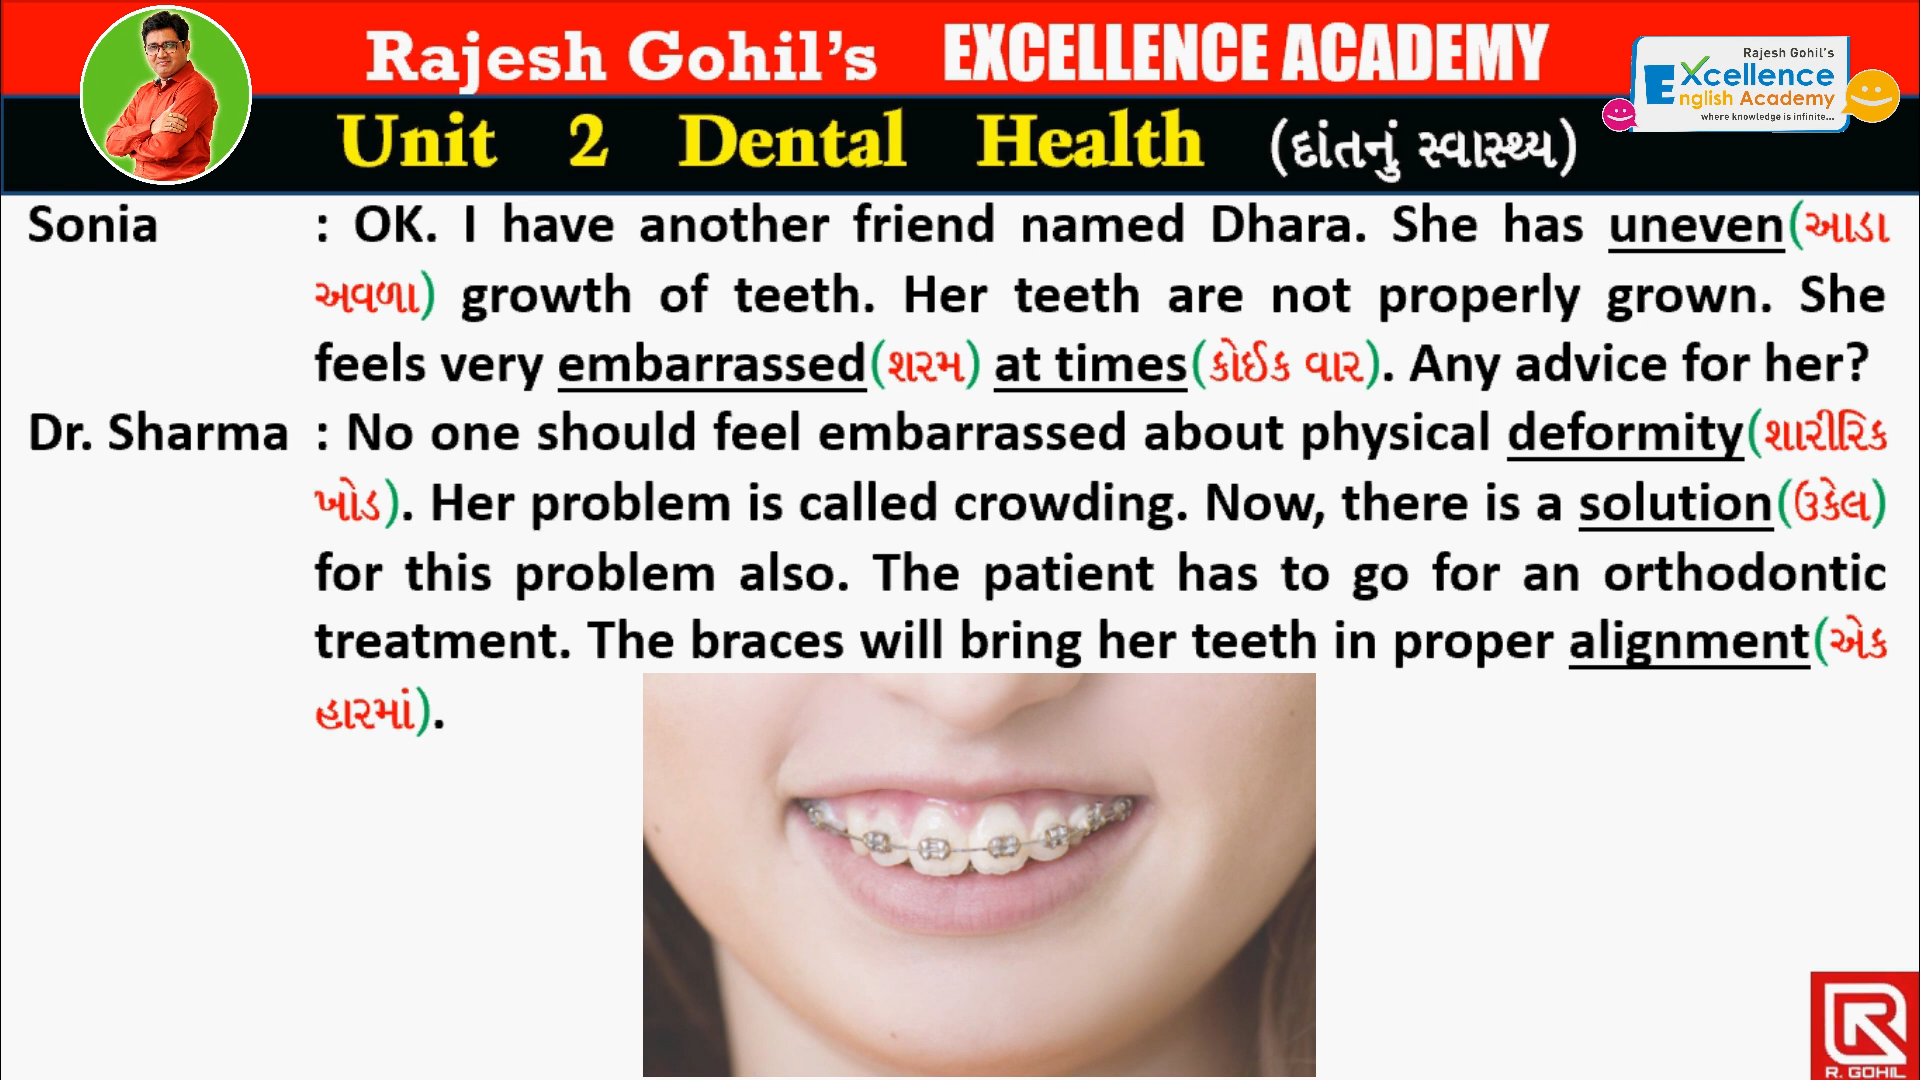 Rajesh Gohil's EXCELLENCE ACADEMY
Rajesh Gohil's
Excellence
English Academy
where knowledge is infinite...
Unit 2 Dental Health (દાંતનું સ્વાસ્થ્ય)
Sonia : OK. I have another friend named Dhara. She has uneven(આડા
અવળા) growth of teeth. Her teeth are not properly grown. She
feels very embarrassed(શરમ) at times(કોઈક વાર). Any advice for her?
Dr. Sharma : No one should feel embarrassed about physical deformity(શારીરિક
ખોડ). Her problem is called crowding. Now, there is a solution(ઉકેલ)
for this problem also. The patient has to go for an orthodontic
treatment. The braces will bring her teeth in proper alignment(એક
હારમાં).
R. GOHIL